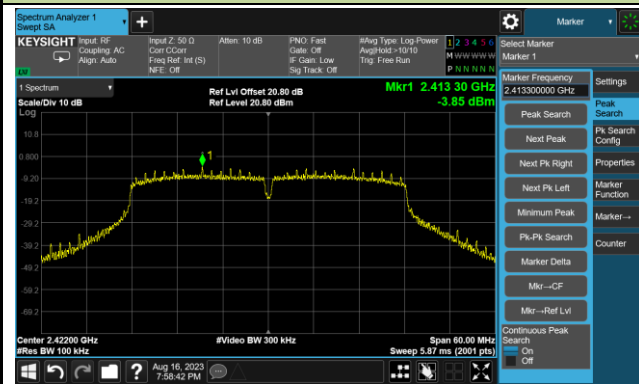 Spectrum Analyzer 1
Swept SA
+
Marker
KEYSIGHT
Input: RF
Coupling: AC
Align: Auto
Input Z: 50 Ω
Corr CCorr
Freq Ref: Int (S)
NFE: Off
Atten: 10 dB
PNO: Fast
Gate: Off
IF Gain: Low
Sig Track: Off
#Avg Type: Log-Power
Avg|Hold:>10/10
Trig: Free Run
1 2 3 4 5 6
M W W W W W
P N N N N N
LXI
Select Marker
Marker 1
1 Spectrum
Scale/Div 10 dB
Log
Ref Lvl Offset 20.80 dB
Ref Level 20.80 dBm
Mkr1 2.413 30 GHz
-3.85 dBm
10.8
0.800
-9.20
-19.2
-29.2
-39.2
-49.2
-59.2
-69.2
1
Center 2.42200 GHz
#Res BW 100 kHz
#Video BW 300 kHz
Span 60.00 MHz
Sweep 5.87 ms (2001 pts)
Marker Frequency
2.413300000 GHz
Peak Search
Next Peak
Next Pk Right
Next Pk Left
Minimum Peak
Pk-Pk Search
Marker Delta
Mkr→CF
Mkr→Ref Lvl
Continuous Peak
Search
On
Off
Settings
Peak
Search
Pk Search
Config
Properties
Marker
Function
Marker→
Counter
?
Aug 16, 2023
7:58:42 PM